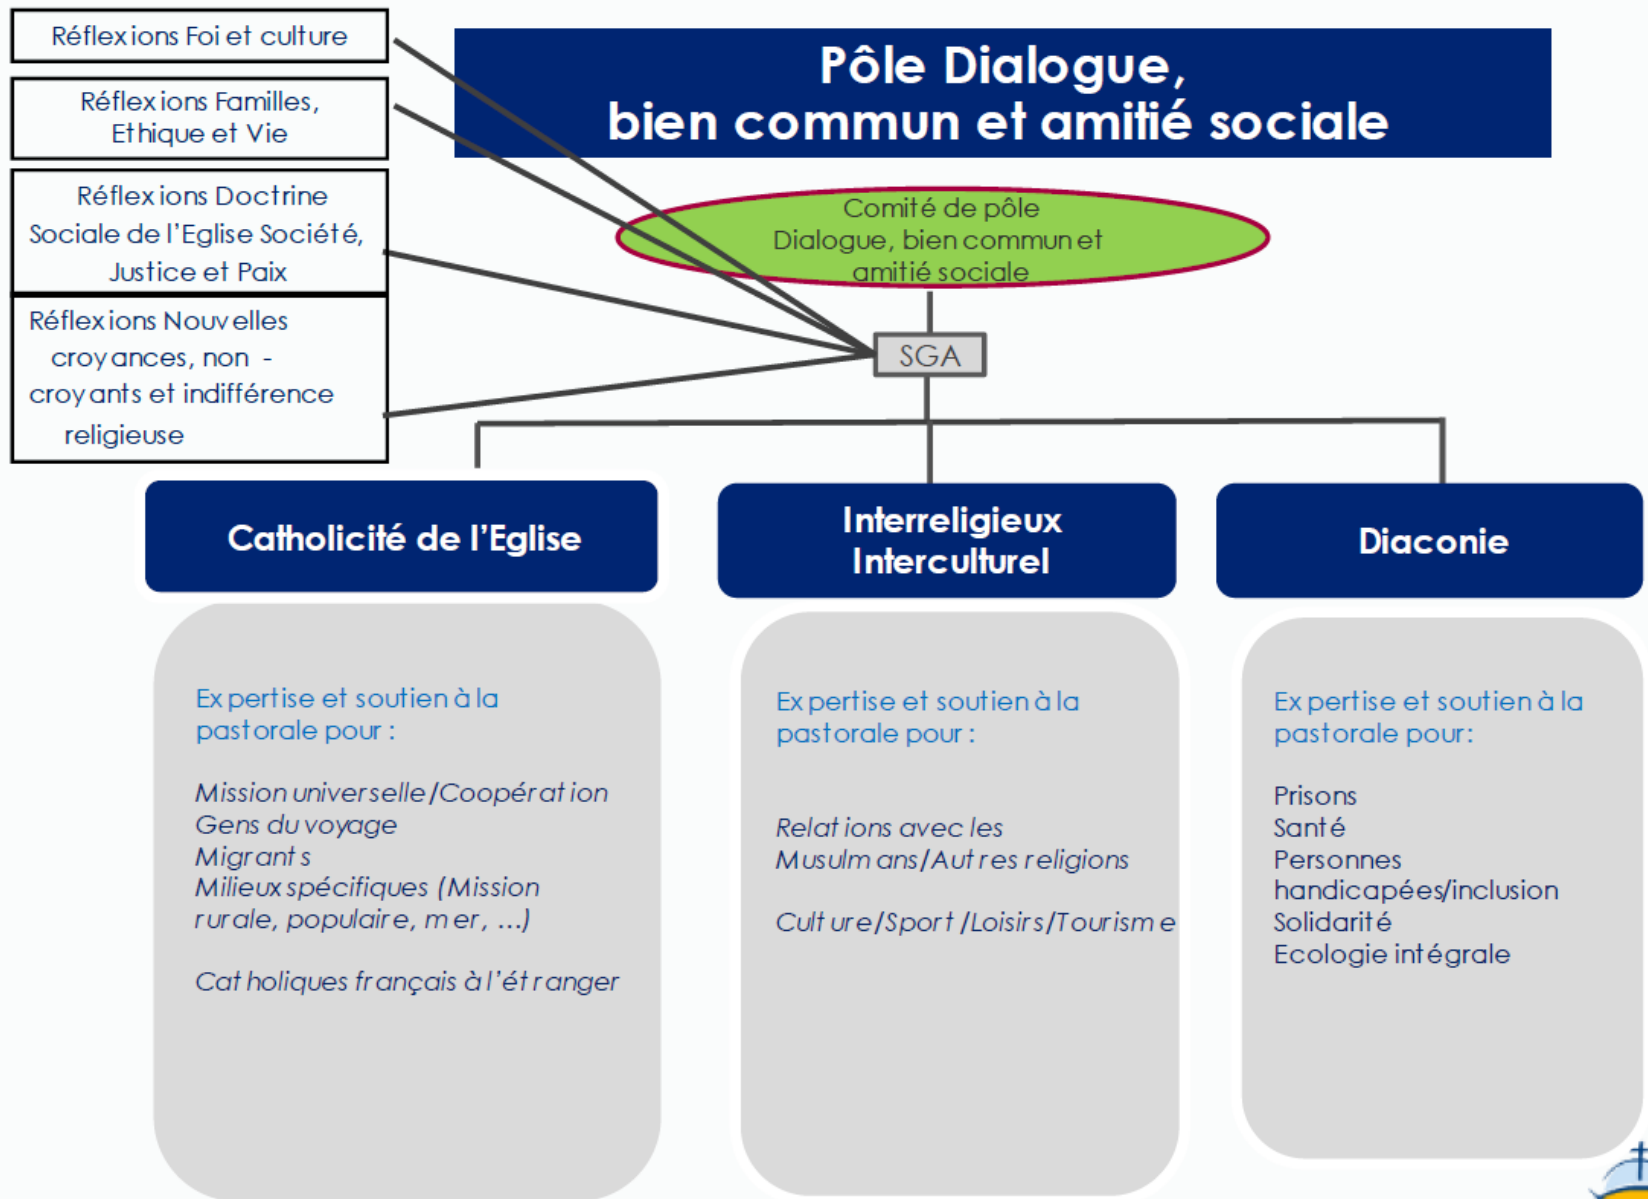 Réflexions Foi et culture
Réflexions Familles,
Ethique et Vie
Réflexions Doctrine
Sociale de l'Eglise Société,
Justice et Paix
Réflexions Nouvelles
croyances, non -
croyants et indifférence
religieuse
Pôle Dialogue,
bien commun et amitié sociale
Comité de pôle
Dialogue, bien commun et
amitié sociale
SGA
Catholicité de l'Eglise
Expertise et soutien à la
pastorale pour :
Mission universelle/Coopération
Gens du voyage
Migrants
Milieux spécifiques (Mission
rurale, populaire, mer, ...)
Catholiques français à l'étranger
Interreligieux
Interculturel
Expertise et soutien à la
pastorale pour :
Relations avec les
Musulmans/Autres religions
Culture/Sport/Loisirs/Tourisme
Diaconie
Expertise et soutien à la
pastorale pour:
Prisons
Santé
Personnes
handicapées/inclusion
Solidarité
Ecologie intégrale